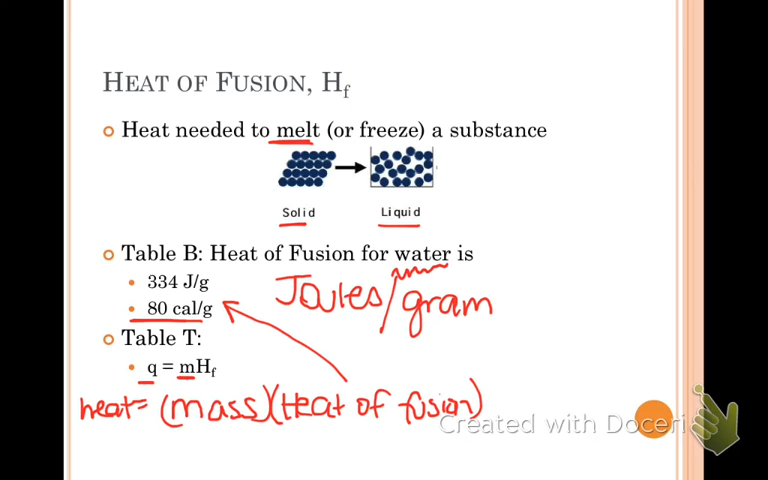 HEAT OF FUSION, Hf
Heat needed to melt (or freeze) a substance
Solid
Liquid
Table B: Heat of Fusion for water is
334 J/g
Joules/gram
80 cal/g
Table T:
q = mHf
heat= (mass)(Heat of fusion)
Created with Doceri